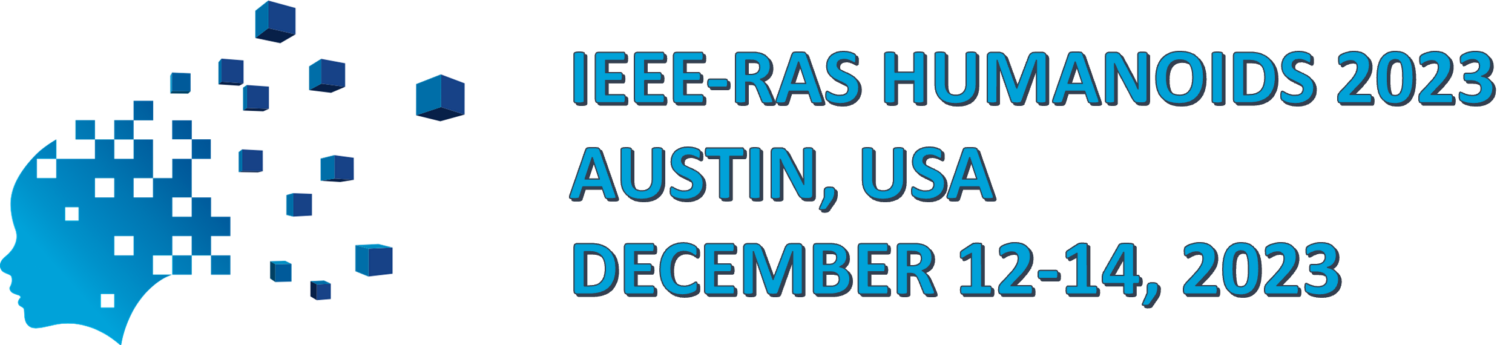 IEEE-RAS HUMANOIDS 2023
AUSTIN, USA
DECEMBER 12-14, 2023